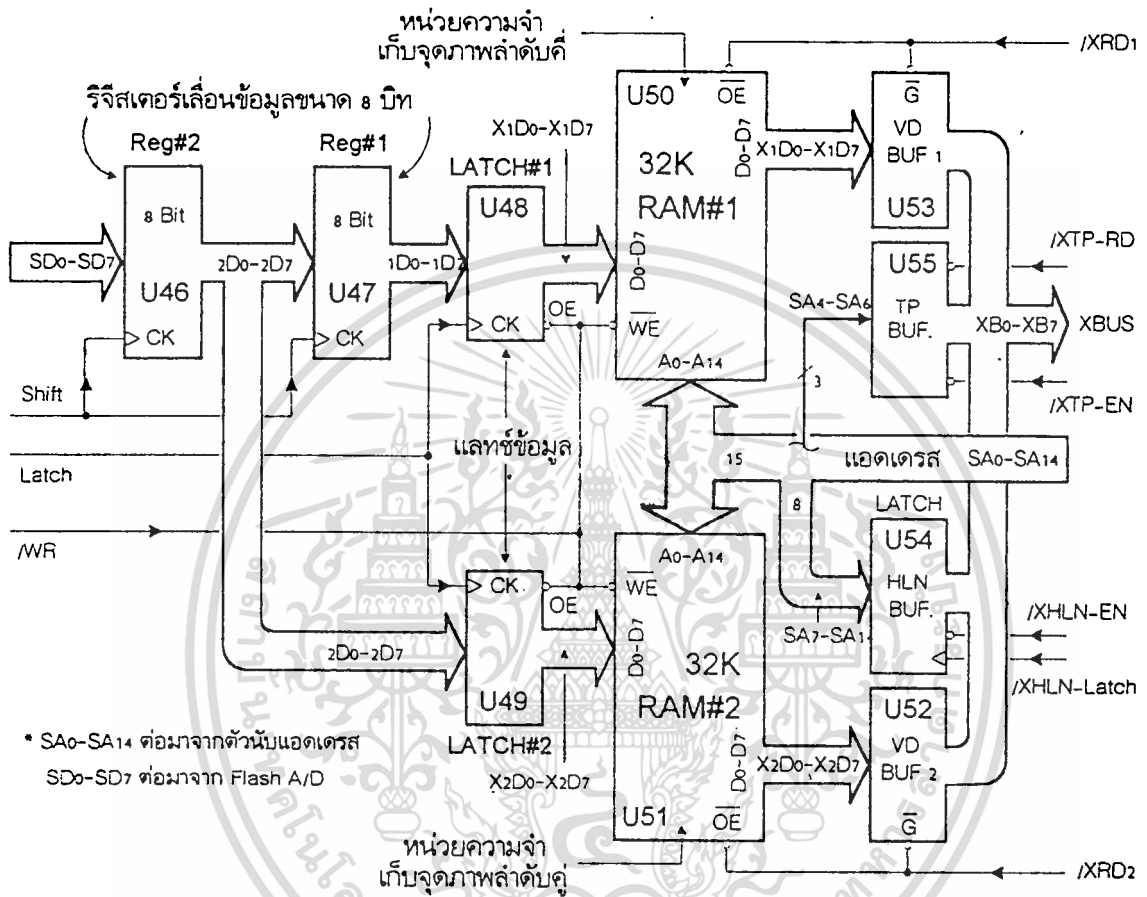 หน่วยความจำ
เก็บจุดภาพลำดับคี่
/XRD1
ริจีสเตอร์เลื่อนข้อมูลขนาด 8 บิท
Reg#2
Reg#1
X1D0-X1D7
LATCH#1
U50
OE
D0-D7
X1D0-X1D7
G
VD
BUF 1
U53
8 Bit
8 Bit
U48
32K
RAM#1
SD0-SD7
2D0-2D7
1D0-1D7
D0-D7
U46
U47
CK
CK
CK
OE
WE
A0-A14
SA4-SA6
3
U55
TP
BUF.
/XTP-RD
XB0-XB7
XBUS
/XTP-EN
Shift
Latch
/WR
แลทซ์ข้อมูล
15
แอดเดรส
SA0-SA14
8
LATCH
U54
HLN
BUF.
SA7-SA14
/XHLN-EN
/XHLN-Latch
CK
OE
WE
A0-A14
2D0-2D7
U49
LATCH#2
X2D0-X2D7
D0-D7
32K
RAM#2
D0-D7
X2D0-X2D7
U51
OE
U52
VD
BUF 2
G
* SA0-SA14 ต่อมาจากตัวนับแอดเดรส
SD0-SD7 ต่อมาจาก Flash A/D
หน่วยความจำ
เก็บจุดภาพลำดับคู่
/XRD2